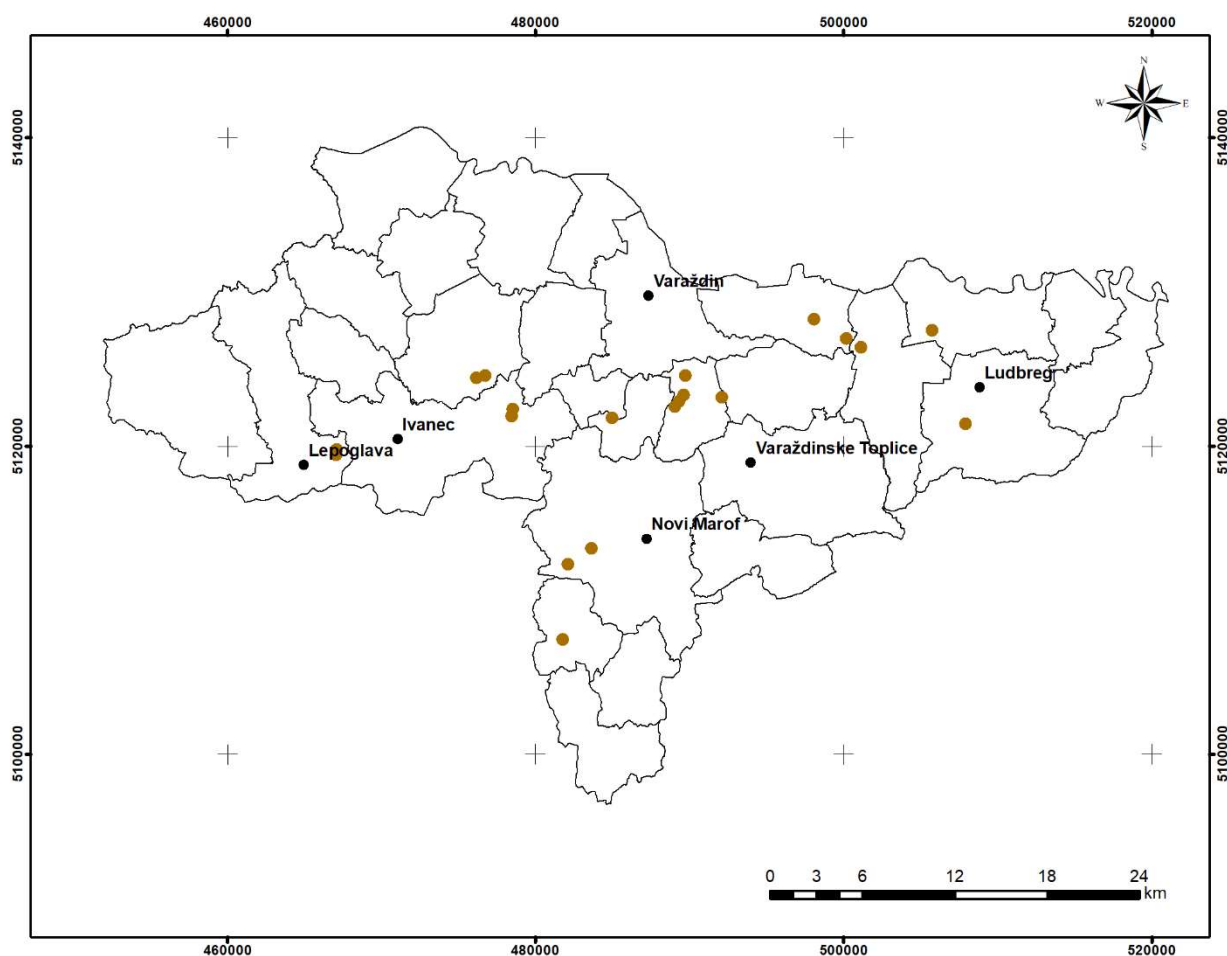 460000 480000 500000 520000
N
W E
S
5140000 5140000
Varaždin
Ludbreg
Ivanec
Lepoglava
5120000 5120000
Varaždinske Toplice
Novi Marof
5100000 5100000
0 3 6 12 18 24
km
460000 480000 500000 520000